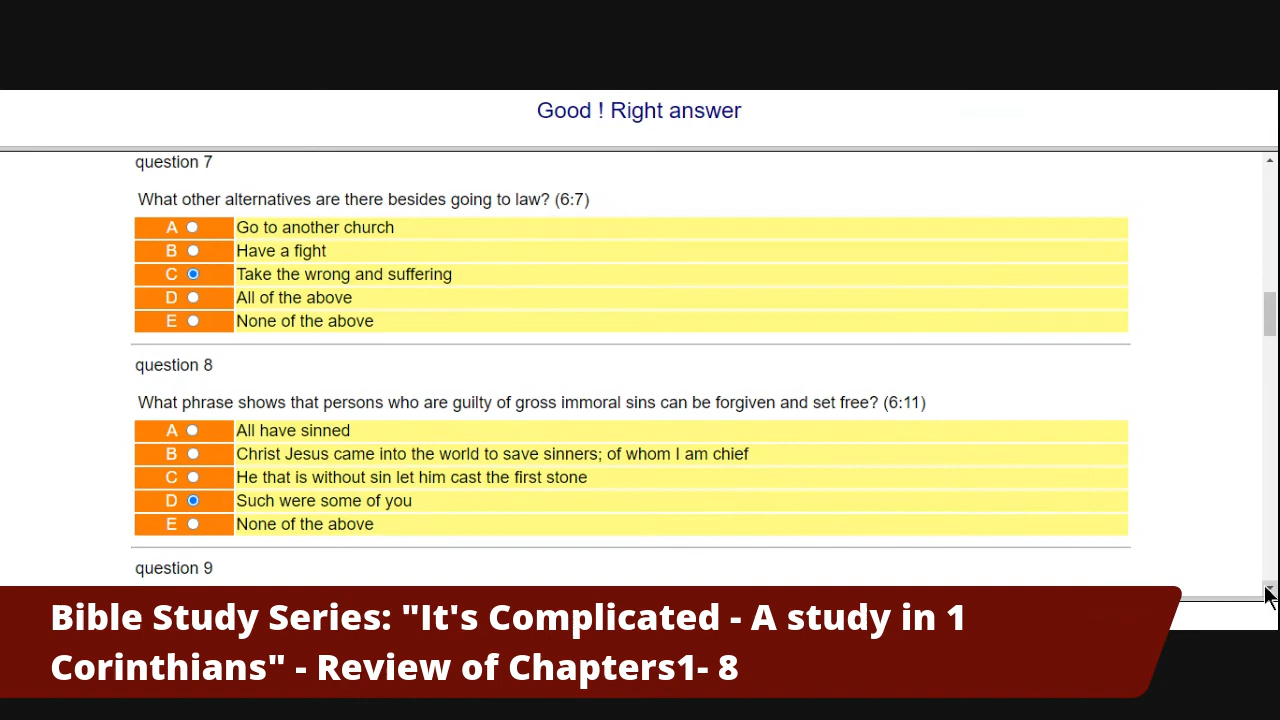 Good ! Right answer
question 7
What other alternatives are there besides going to law? (6:7)
A Go to another church
B Have a fight
C Take the wrong and suffering
D All of the above
E None of the above
question 8
What phrase shows that persons who are guilty of gross immoral sins can be forgiven and set free? (6:11)
A All have sinned
B Christ Jesus came into the world to save sinners; of whom I am chief
C He that is without sin let him cast the first stone
D Such were some of you
E None of the above
question 9
Bible Study Series: "It's Complicated - A study in 1
Corinthians" - Review of Chapters1- 8